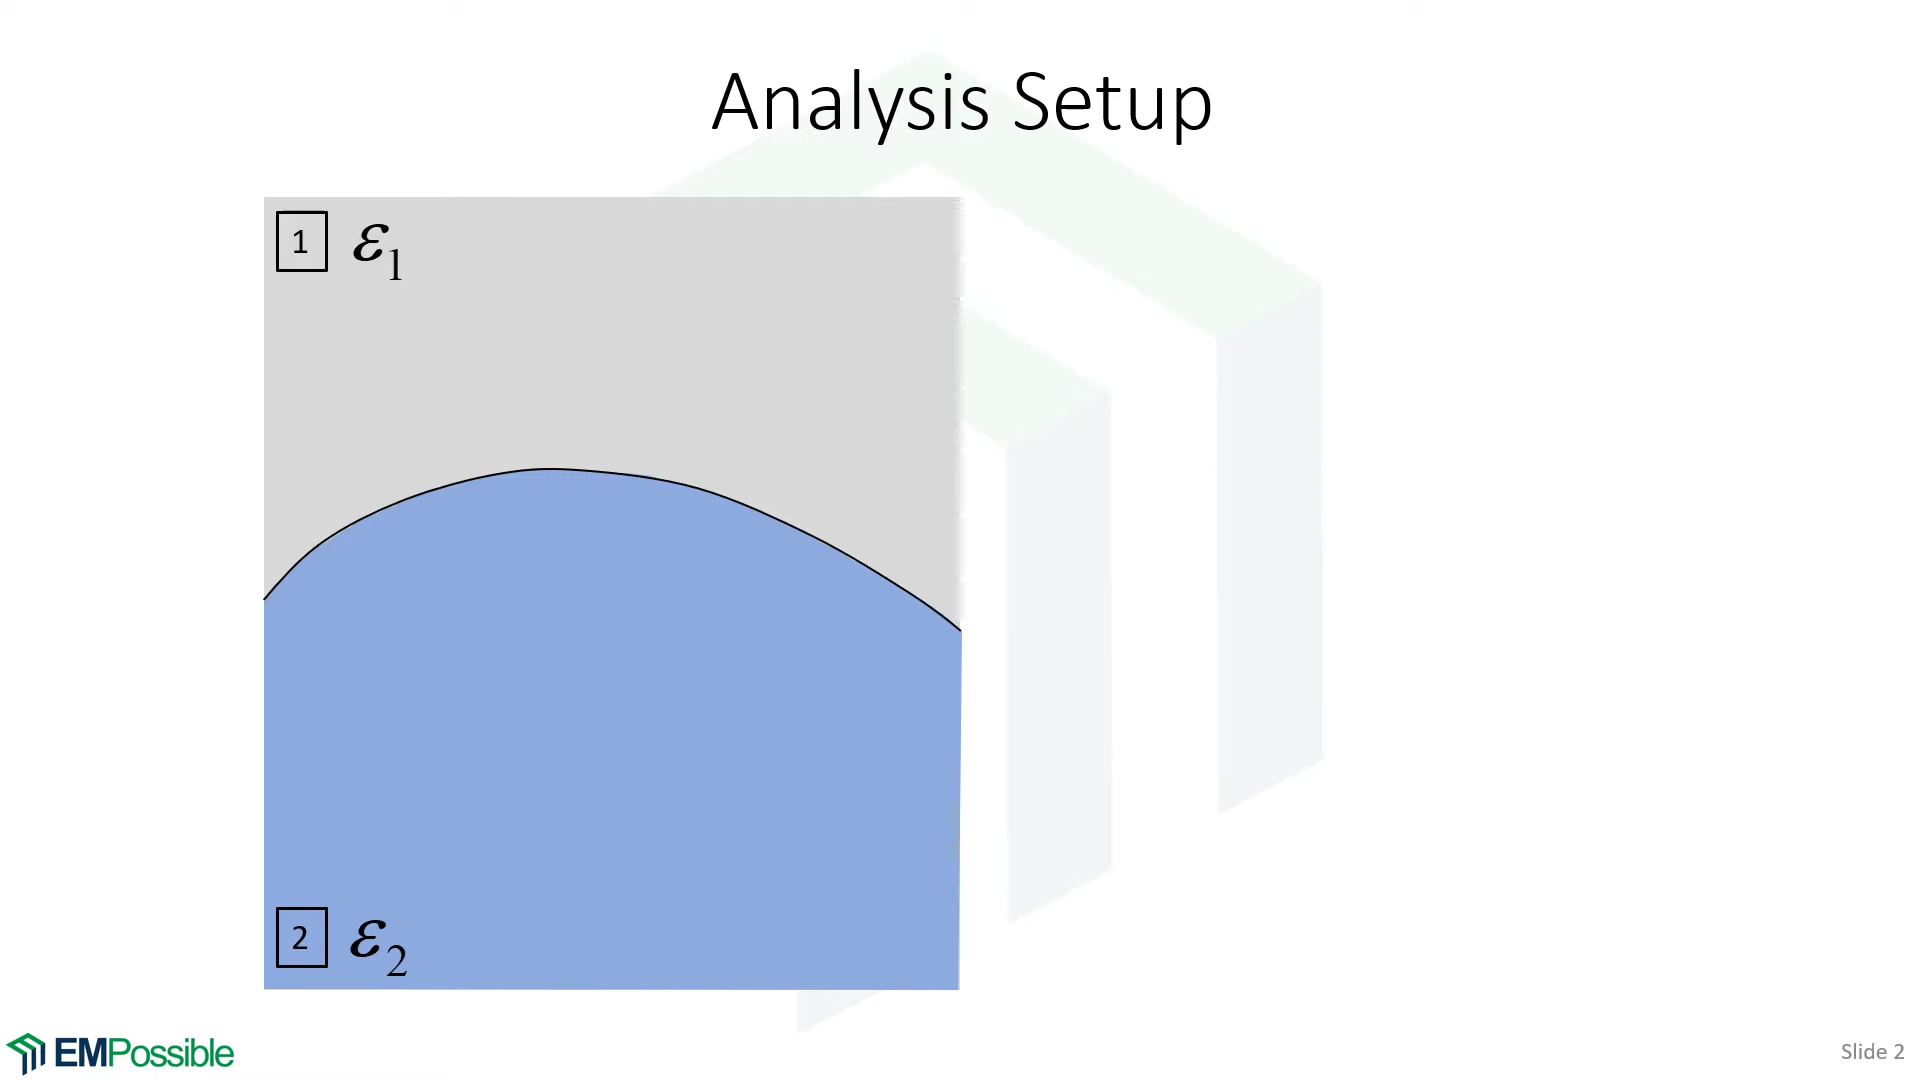 Analysis Setup
1 ε₁
2 ε₂
EMPossible
Slide 2